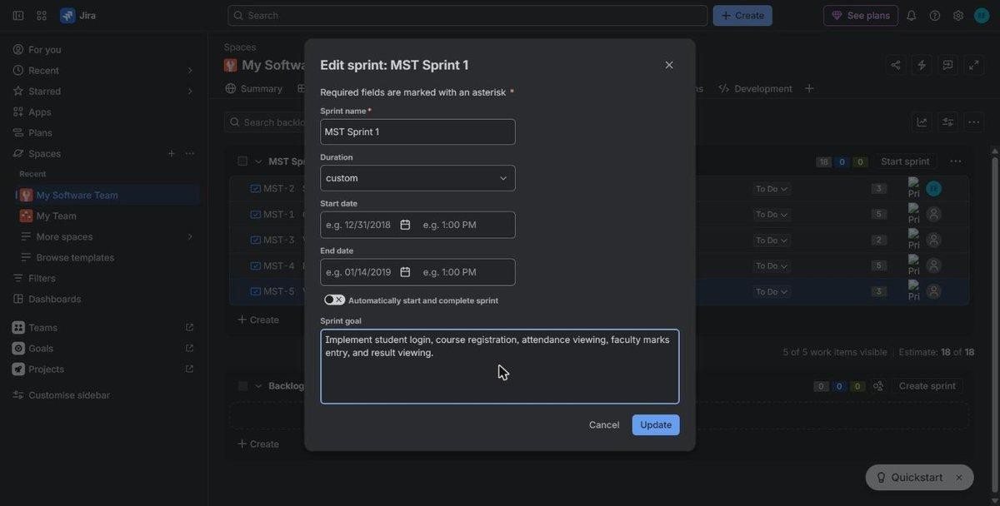 Jira
Search
Create
See plans
For you
Recent
Starred
Apps
Plans
Spaces
Recent
My Software Team
My Team
More spaces
Browse templates
Filters
Dashboards
Teams
Goals
Projects
Customise sidebar
Spaces
My Softwa
Summary
ns
Development
Search backlo
MST Sp
18 0 0
Start sprint
MST-2 S To Do 3 Pri EE
MST-1 To Do 5 Pri
MST-3 To Do 2 Pri
MST-4 To Do 5 Pri
MST-5 To Do 3 Pri
Create
5 of 5 work items visible Estimate: 18 of 18
Backlog
0 0 0
Create sprint
Create
Edit sprint: MST Sprint 1
Required fields are marked with an asterisk *
Sprint name*
MST Sprint 1
Duration
custom
Start date
e.g. 12/31/2018 e.g. 1:00 PM
End date
e.g. 01/14/2019 e.g. 1:00 PM
Automatically start and complete sprint
Sprint goal
Implement student login, course registration, attendance viewing, faculty marks
entry, and result viewing.
Cancel
Update
Quickstart